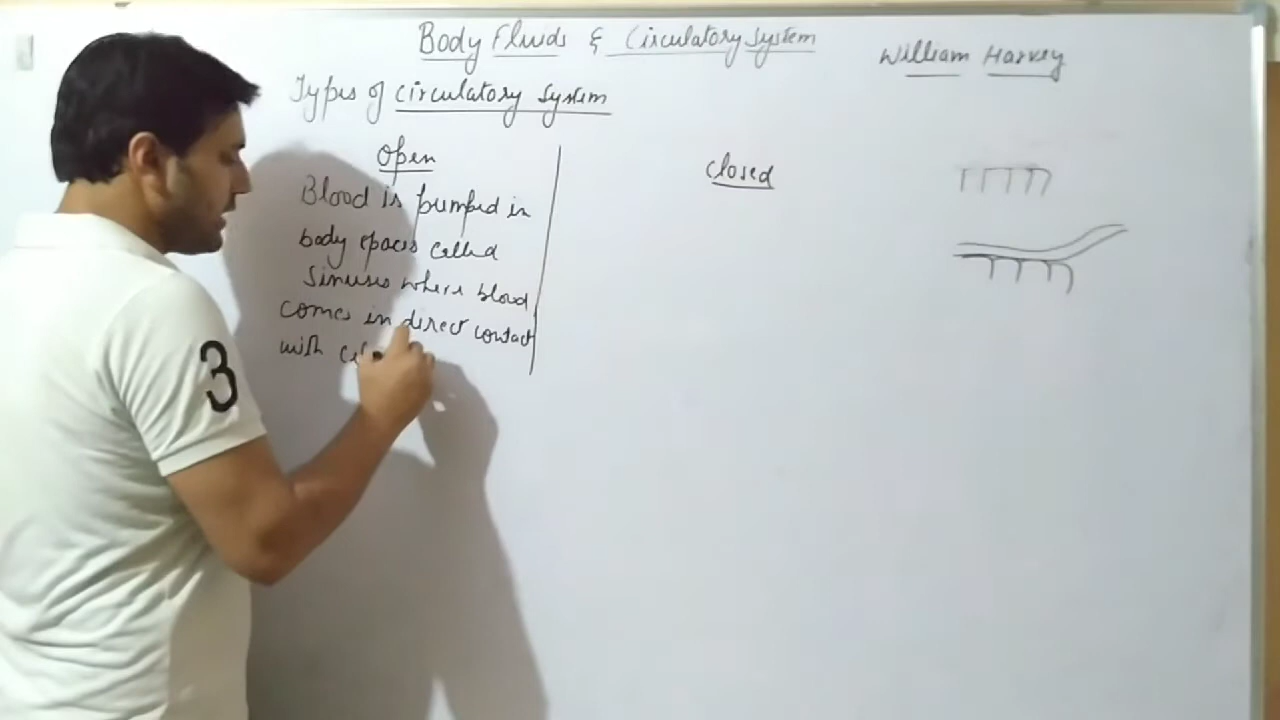 Body Fluids & Circulatory System
William Harvey
Types of circulatory system
Open
Blood is pumped in
body spaces called
sinuses where blood
comes in direct contact
with
closed
3